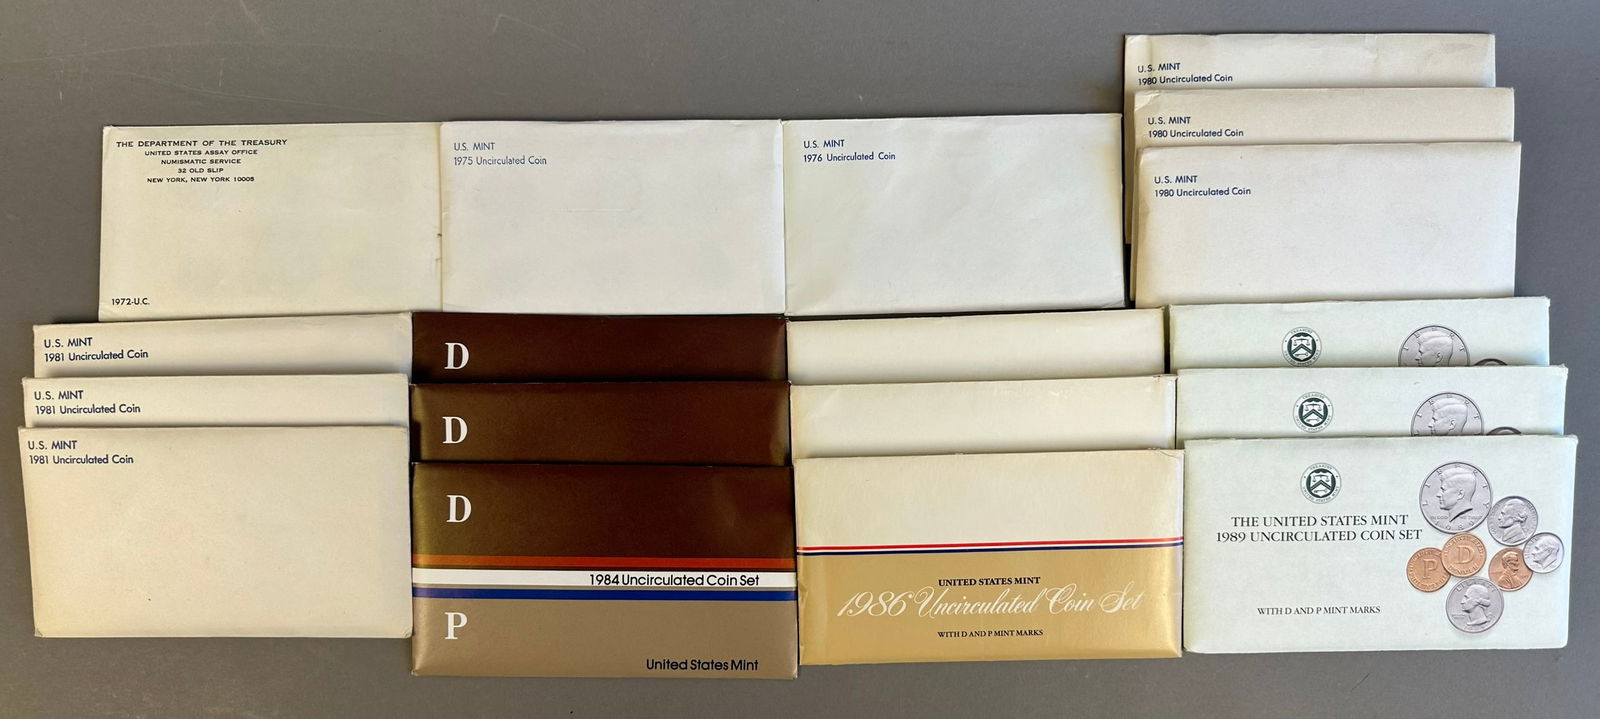 THE DEPARTMENT OF THE TREASURY
UNITED STATES ASSAY OFFICE
NUMISMATIC SERVICE
32 OLD SLIP
NEW YORK, NEW YORK 10005
1972-U.C.
U.S. MINT
1975 Uncirculated Coin
U.S. MINT
1976 Uncirculated Coin
U.S. MINT
1980 Uncirculated Coin
U.S. MINT
1980 Uncirculated Coin
U.S. MINT
1980 Uncirculated Coin
U.S. MINT
1981 Uncirculated Coin
U.S. MINT
1981 Uncirculated Coin
U.S. MINT
1981 Uncirculated Coin
D
D
D
1984 Uncirculated Coin Set
P
United States Mint
UNITED STATES MINT
1986 Uncirculated Coin Set
WITH D AND P MINT MARKS
THE UNITED STATES MINT
1989 UNCIRCULATED COIN SET
WITH D AND P MINT MARKS
P
D
1989